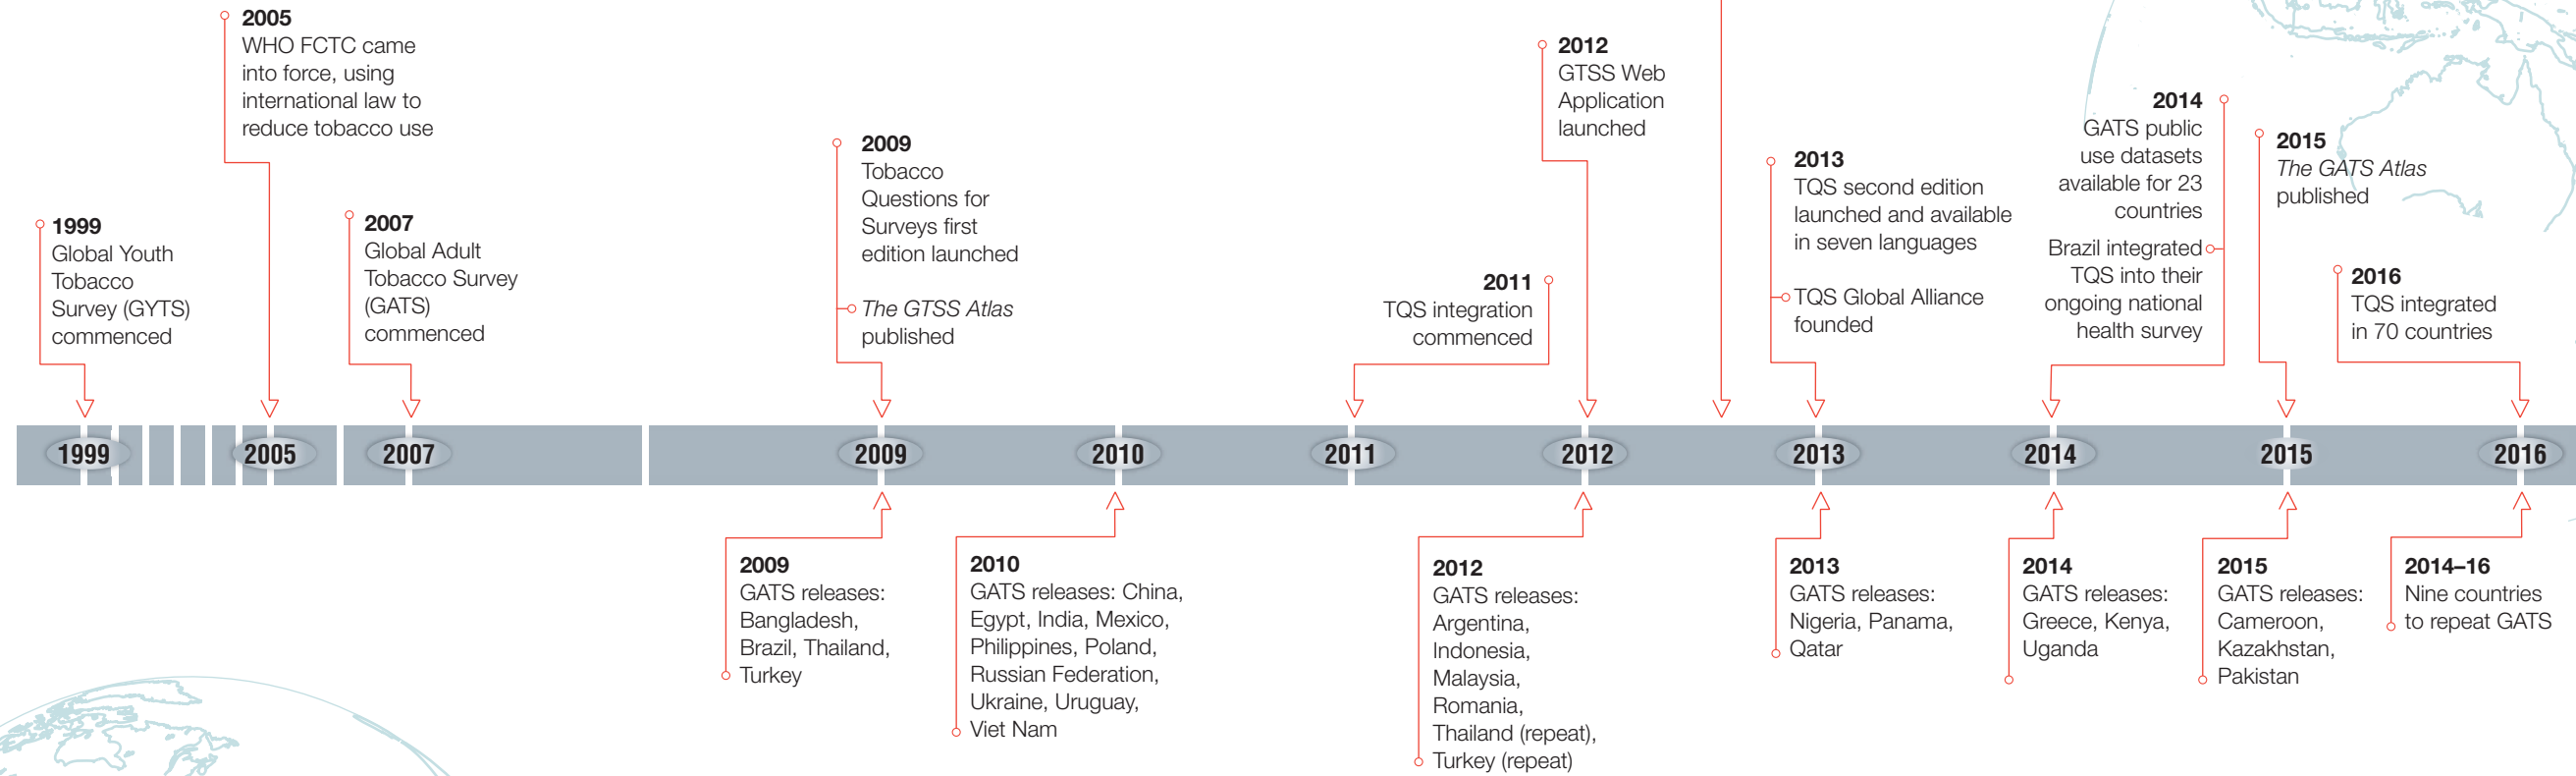 1999
Global Youth
Tobacco
Survey (GYTS)
commenced
2005
WHO FCTC came
into force, using
international law to
reduce tobacco use
2007
Global Adult
Tobacco Survey
(GATS)
commenced
2009
Tobacco
Questions for
Surveys first
edition launched
The GTSS Atlas
published
2011
TQS integration
commenced
2012
GTSS Web
Application
launched
2013
TQS second edition
launched and available
in seven languages
TQS Global Alliance
founded
2014
GATS public
use datasets
available for 23
countries
Brazil integrated
TQS into their
ongoing national
health survey
2015
The GATS Atlas
published
2016
TQS integrated
in 70 countries
1999
2005
2007
2009
2010
2011
2012
2013
2014
2015
2016
2009
GATS releases:
Bangladesh,
Brazil, Thailand,
Turkey
2010
GATS releases: China,
Egypt, India, Mexico,
Philippines, Poland,
Russian Federation,
Ukraine, Uruguay,
Viet Nam
2012
GATS releases:
Argentina,
Indonesia,
Malaysia,
Romania,
Thailand (repeat),
Turkey (repeat)
2013
GATS releases:
Nigeria, Panama,
Qatar
2014
GATS releases:
Greece, Kenya,
Uganda
2015
GATS releases:
Cameroon,
Kazakhstan,
Pakistan
2014–16
Nine countries
to repeat GATS